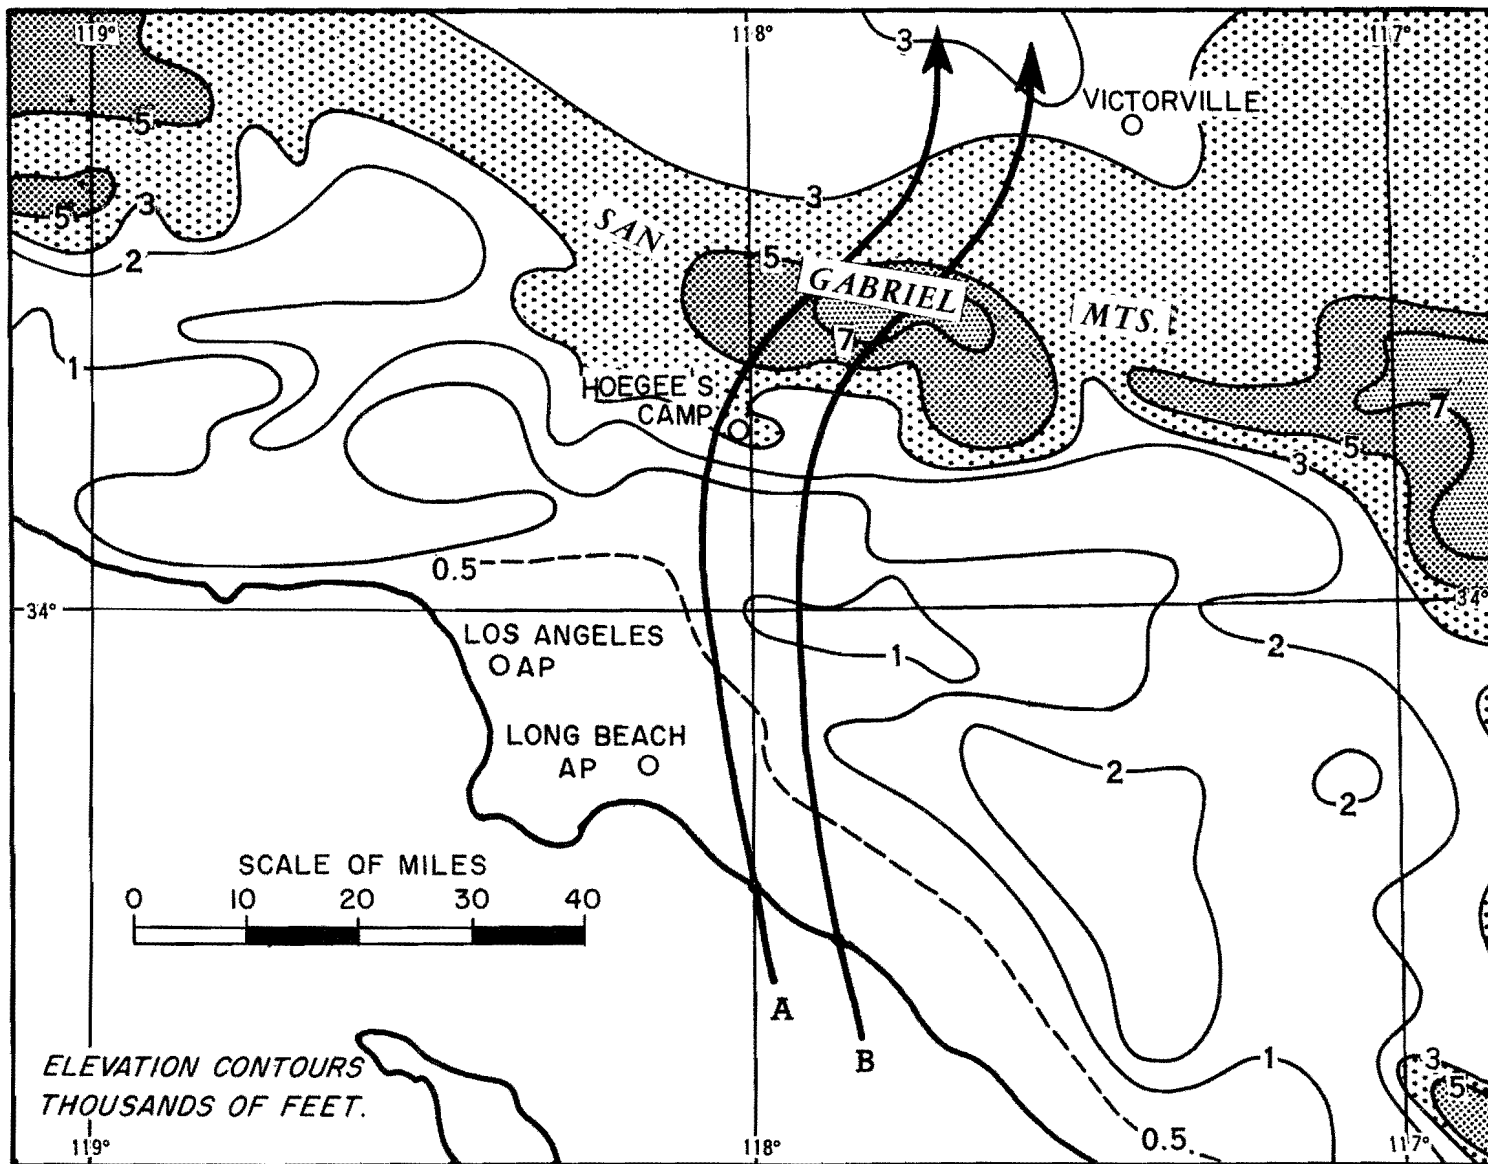 119°
118°
117°
3
VICTORVILLE
5
5
3
2
3
SAN
5
GABRIEL
MTS.
1
7
HOEGEE'S
CAMP
7
5
3
0.5
34°
34°
LOS ANGELES
AP
1
2
LONG BEACH
AP
2
2
SCALE OF MILES
0 10 20 30 40
A
B
ELEVATION CONTOURS
THOUSANDS OF FEET.
1
3
5
0.5
119°
118°
117°